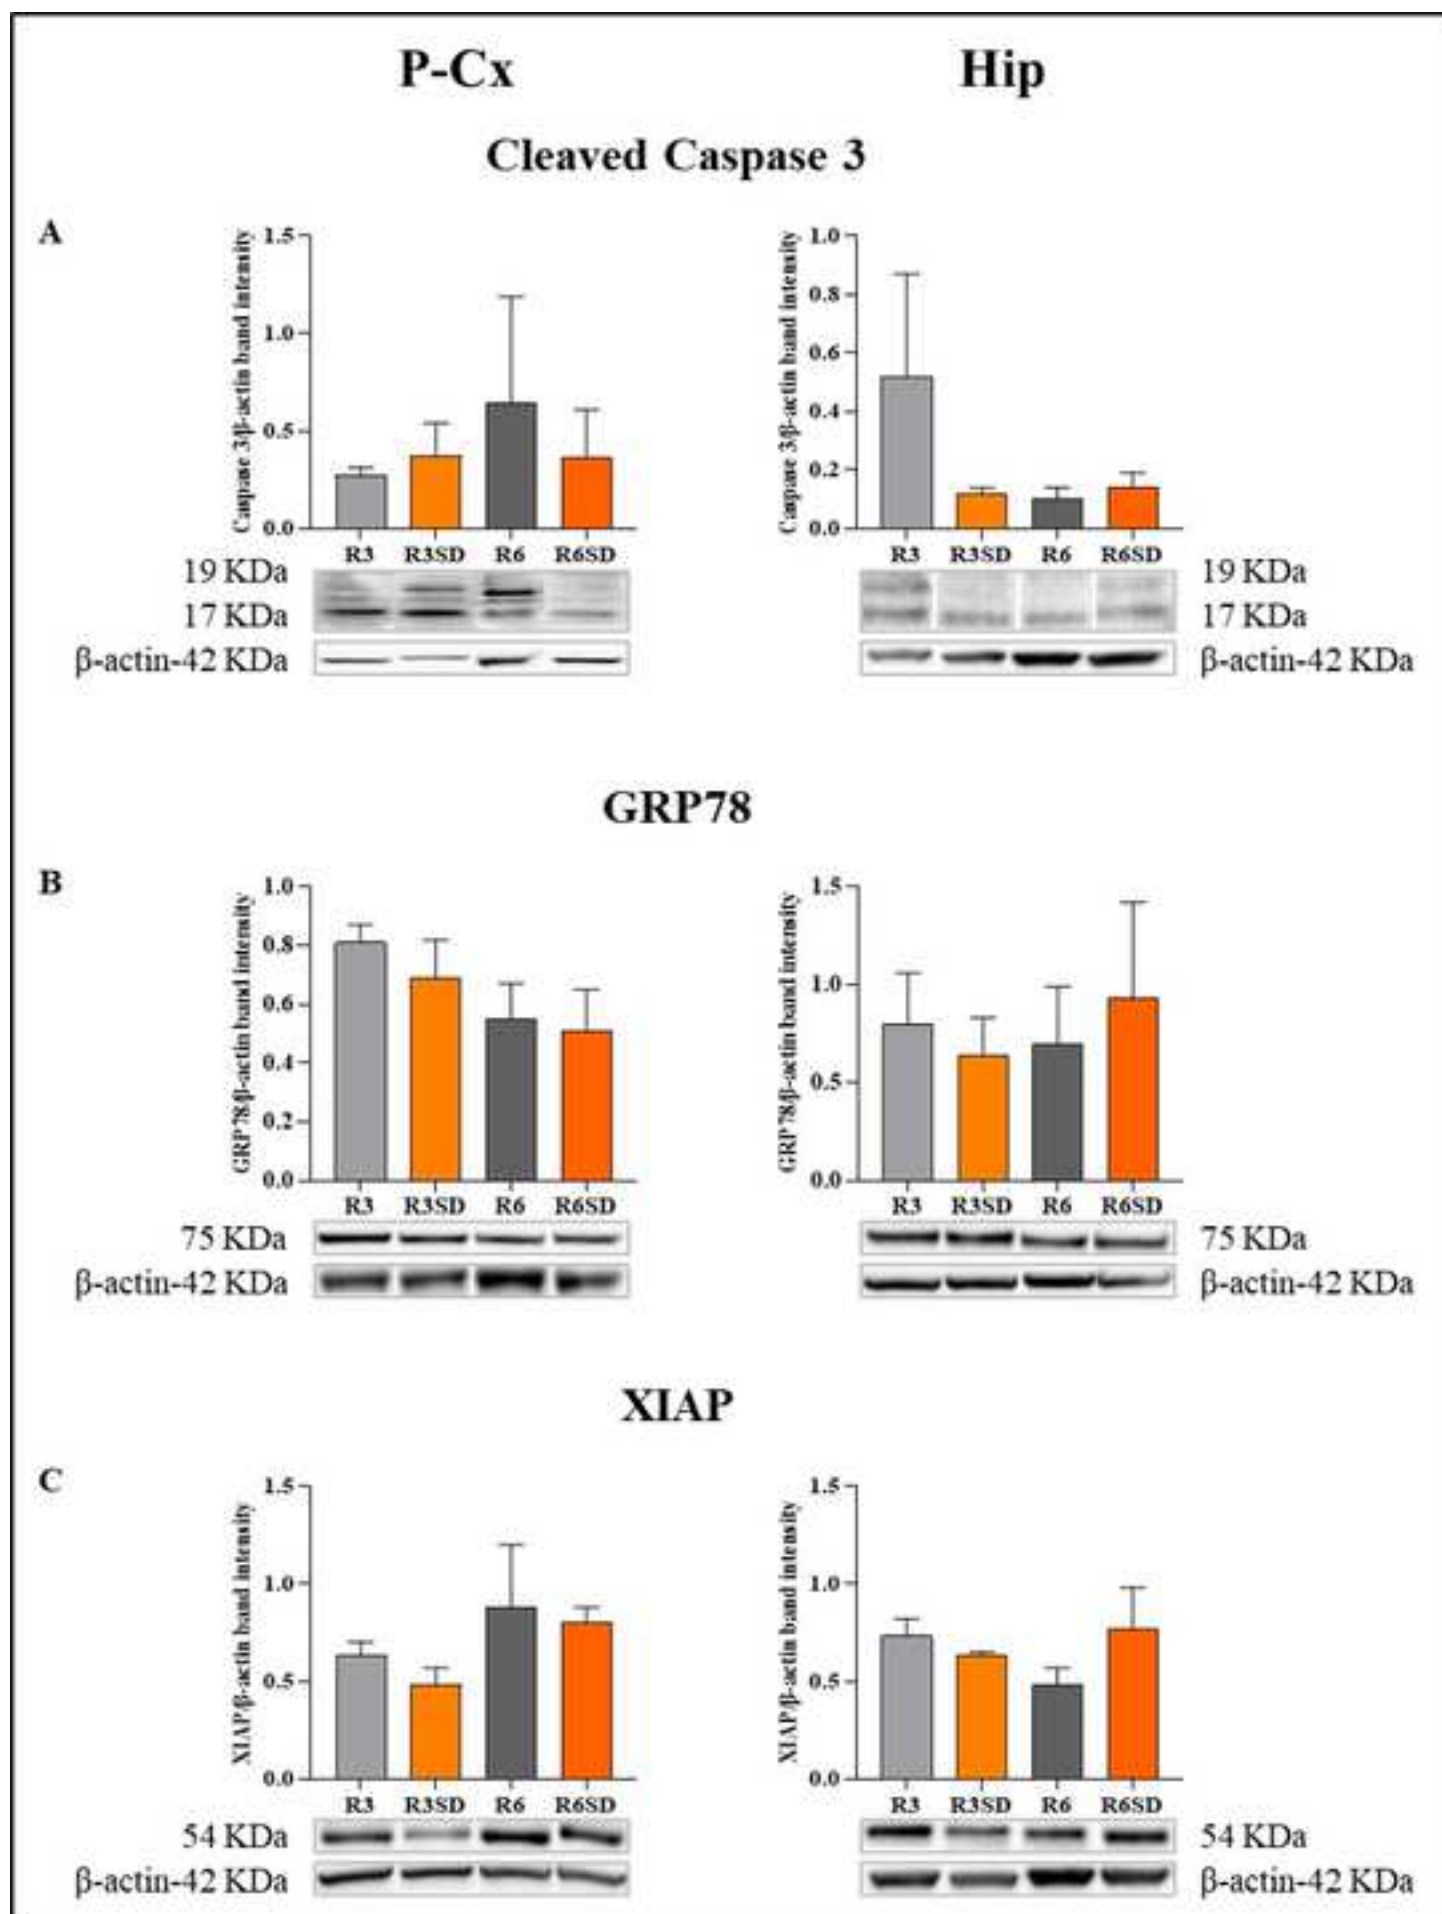 P-Cx Hip
Cleaved Caspase 3
A
Caspase 3/β-actin band intensity
1.5
1.0
0.5
0.0
R3 R3SD R6 R6SD
19 KDa
17 KDa
β-actin-42 KDa
Caspase 3/β-actin band intensity
1.0
0.8
0.6
0.4
0.2
0.0
R3 R3SD R6 R6SD
19 KDa
17 KDa
β-actin-42 KDa
GRP78
B
GRP78/β-actin band intensity
1.0
0.8
0.6
0.4
0.2
0.0
R3 R3SD R6 R6SD
75 KDa
β-actin-42 KDa
GRP78/β-actin band intensity
1.5
1.0
0.5
0.0
R3 R3SD R6 R6SD
75 KDa
β-actin-42 KDa
XIAP
C
XIAP/β-actin band intensity
1.5
1.0
0.5
0.0
R3 R3SD R6 R6SD
54 KDa
β-actin-42 KDa
XIAP/β-actin band intensity
1.5
1.0
0.5
0.0
R3 R3SD R6 R6SD
54 KDa
β-actin-42 KDa